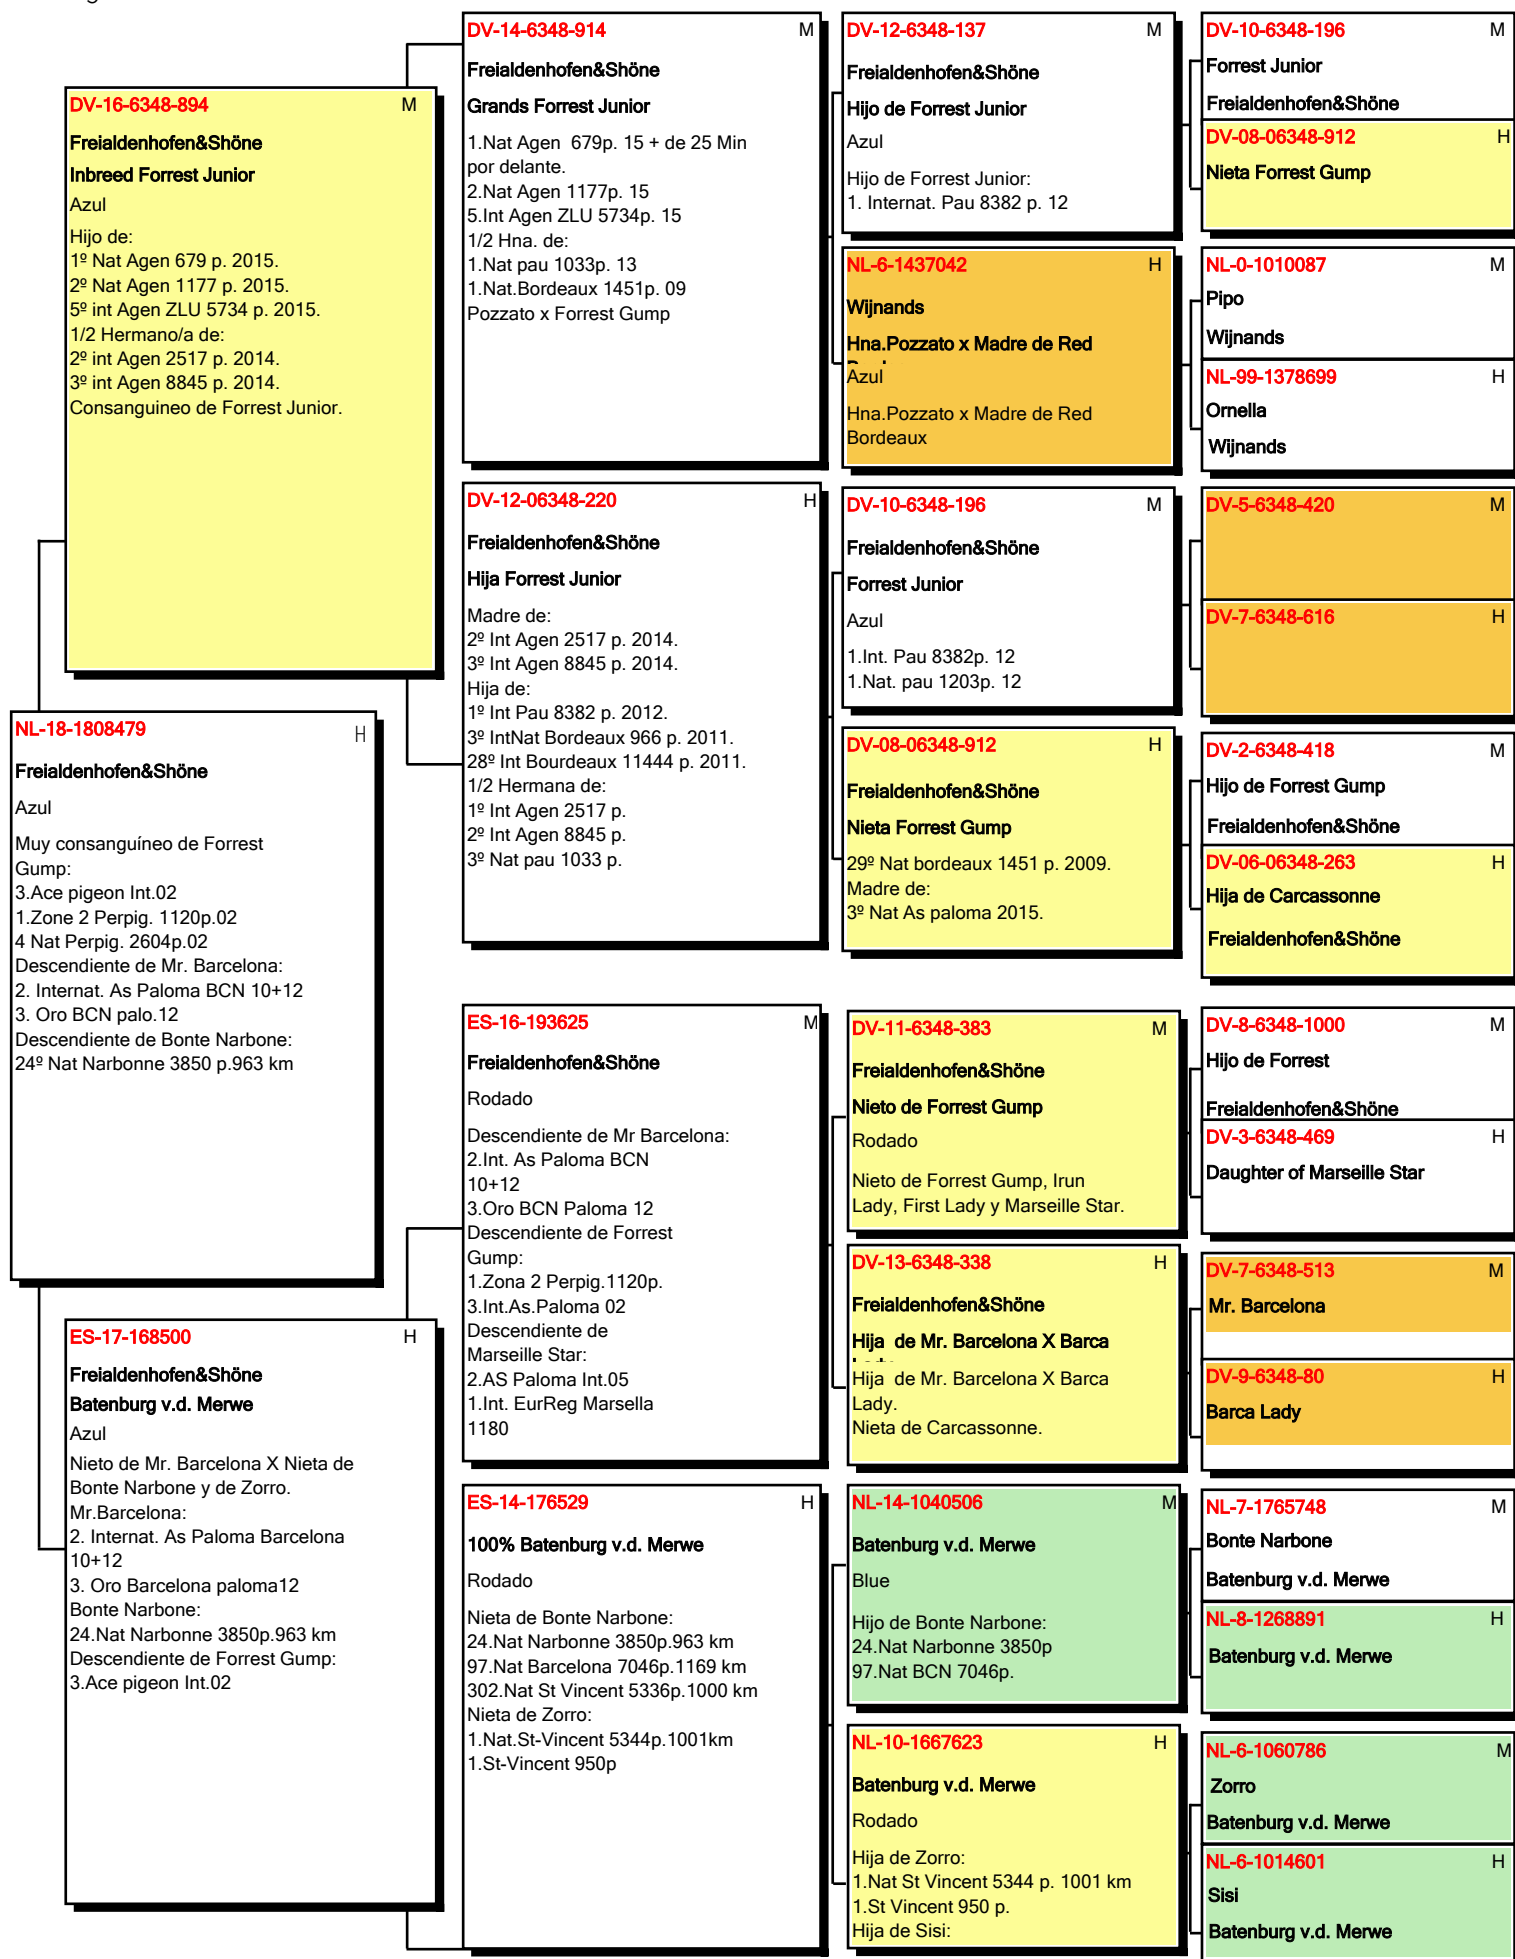 DV-16-6348-894 M
Freialdenhofen&Shöne
Inbreed Forrest Junior
Azul
Hijo de:
1º Nat Agen 679 p. 2015.
2º Nat Agen 1177 p. 2015.
5º int Agen ZLU 5734 p. 2015.
1/2 Hermano/a de:
2º int Agen 2517 p. 2014.
3º int Agen 8845 p. 2014.
Consanguineo de Forrest Junior.
NL-18-1808479 H
Freialdenhofen&Shöne
Azul
Muy consanguíneo de Forrest
Gump:
3.Ace pigeon Int.02
1.Zone 2 Perpig. 1120p.02
4 Nat Perpig. 2604p.02
Descendiente de Mr. Barcelona:
2. Internat. As Paloma BCN 10+12
3. Oro BCN palo.12
Descendiente de Bonte Narbone:
24º Nat Narbonne 3850 p.963 km
ES-17-168500 H
Freialdenhofen&Shöne
Batenburg v.d. Merwe
Azul
Nieto de Mr. Barcelona X Nieta de
Bonte Narbone y de Zorro.
Mr.Barcelona:
2. Internat. As Paloma Barcelona
10+12
3. Oro Barcelona paloma12
Bonte Narbone:
24.Nat Narbonne 3850p.963 km
Descendiente de Forrest Gump:
3.Ace pigeon Int.02
DV-14-6348-914 M
Freialdenhofen&Shöne
Grands Forrest Junior
1.Nat Agen 679p. 15 + de 25 Min
por delante.
2.Nat Agen 1177p. 15
5.Int Agen ZLU 5734p. 15
1/2 Hna. de:
1.Nat pau 1033p. 13
1.Nat.Bordeaux 1451p. 09
Pozzato x Forrest Gump
DV-12-06348-220 H
Freialdenhofen&Shöne
Hija Forrest Junior
Madre de:
2º Int Agen 2517 p. 2014.
3º Int Agen 8845 p. 2014.
Hija de:
1º Int Pau 8382 p. 2012.
3º IntNat Bordeaux 966 p. 2011.
28º Int Bourdeaux 11444 p. 2011.
1/2 Hermana de:
1º Int Agen 2517 p.
2º Int Agen 8845 p.
3º Nat pau 1033 p.
ES-16-193625 M
Freialdenhofen&Shöne
Rodado
Descendiente de Mr Barcelona:
2.Int. As Paloma BCN
10+12
3.Oro BCN Paloma 12
Descendiente de Forrest
Gump:
1.Zona 2 Perpig.1120p.
3.Int.As.Paloma 02
Descendiente de
Marseille Star:
2.AS Paloma Int.05
1.Int. EurReg Marsella
1180
ES-14-176529 H
100% Batenburg v.d. Merwe
Rodado
Nieta de Bonte Narbone:
24.Nat Narbonne 3850p.963 km
97.Nat Barcelona 7046p.1169 km
302.Nat St Vincent 5336p.1000 km
Nieta de Zorro:
1.Nat.St-Vincent 5344p.1001km
1.St-Vincent 950p
DV-12-6348-137 M
Freialdenhofen&Shöne
Hijo de Forrest Junior
Azul
Hijo de Forrest Junior:
1. Internat. Pau 8382 p. 12
NL-6-1437042 H
Wijnands
Hna.Pozzato x Madre de Red
Azul
Hna.Pozzato x Madre de Red
Bordeaux
DV-10-6348-196 M
Freialdenhofen&Shöne
Forrest Junior
Azul
1.Int. Pau 8382p. 12
1.Nat. pau 1203p. 12
DV-08-06348-912 H
Freialdenhofen&Shöne
Nieta Forrest Gump
29º Nat bordeaux 1451 p. 2009.
Madre de:
3º Nat As paloma 2015.
DV-11-6348-383 M
Freialdenhofen&Shöne
Nieto de Forrest Gump
Rodado
Nieto de Forrest Gump, Irun
Lady, First Lady y Marseille Star.
DV-13-6348-338 H
Freialdenhofen&Shöne
Hija de Mr. Barcelona X Barca
Hija de Mr. Barcelona X Barca
Lady.
Nieta de Carcassonne.
NL-14-1040506 M
Batenburg v.d. Merwe
Blue
Hijo de Bonte Narbone:
24.Nat Narbonne 3850p
97.Nat BCN 7046p.
NL-10-1667623 H
Batenburg v.d. Merwe
Rodado
Hija de Zorro:
1.Nat St Vincent 5344 p. 1001 km
1.St Vincent 950 p.
Hija de Sisi:
DV-10-6348-196 M
Forrest Junior
Freialdenhofen&Shöne
DV-08-06348-912 H
Nieta Forrest Gump
NL-0-1010087 M
Pipo
Wijnands
NL-99-1378699 H
Ornella
Wijnands
DV-5-6348-420 M
DV-7-6348-616 H
DV-2-6348-418 M
Hijo de Forrest Gump
Freialdenhofen&Shöne
DV-06-06348-263 H
Hija de Carcassonne
Freialdenhofen&Shöne
DV-8-6348-1000 M
Hijo de Forrest
Freialdenhofen&Shöne
DV-3-6348-469 H
Daughter of Marseille Star
DV-7-6348-513 M
Mr. Barcelona
DV-9-6348-80 H
Barca Lady
NL-7-1765748 M
Bonte Narbone
Batenburg v.d. Merwe
NL-8-1268891 H
Batenburg v.d. Merwe
NL-6-1060786 M
Zorro
Batenburg v.d. Merwe
NL-6-1014601 H
Sisi
Batenburg v.d. Merwe